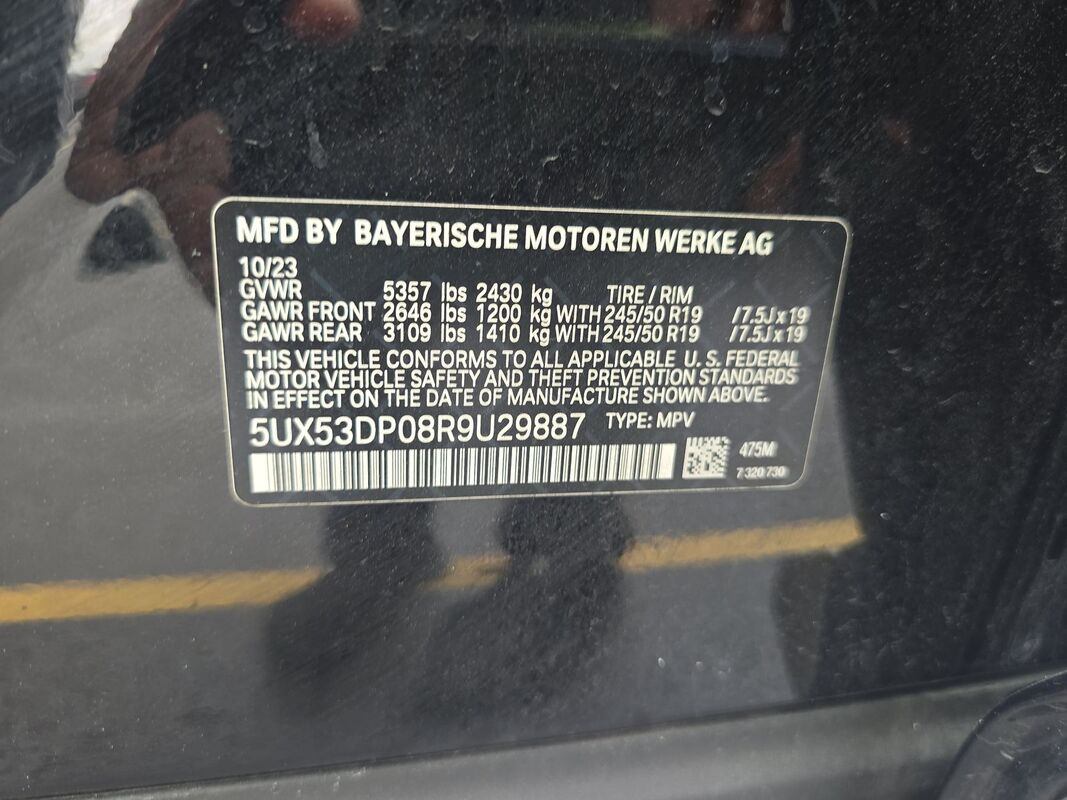 MFD BY BAYERISCHE MOTOREN WERKE AG
10/23
GVWR 5357 lbs 2430 kg TIRE / RIM
GAWR FRONT 2646 lbs 1200 kg WITH 245/50 R19 /7.5J x 19
GAWR REAR 3109 lbs 1410 kg WITH 245/50 R19 /7.5J x 19
THIS VEHICLE CONFORMS TO ALL APPLICABLE U. S. FEDERAL
MOTOR VEHICLE SAFETY AND THEFT PREVENTION STANDARDS
IN EFFECT ON THE DATE OF MANUFACTURE SHOWN ABOVE.
5UX53DP08R9U29887 TYPE: MPV
475M
7 320 730